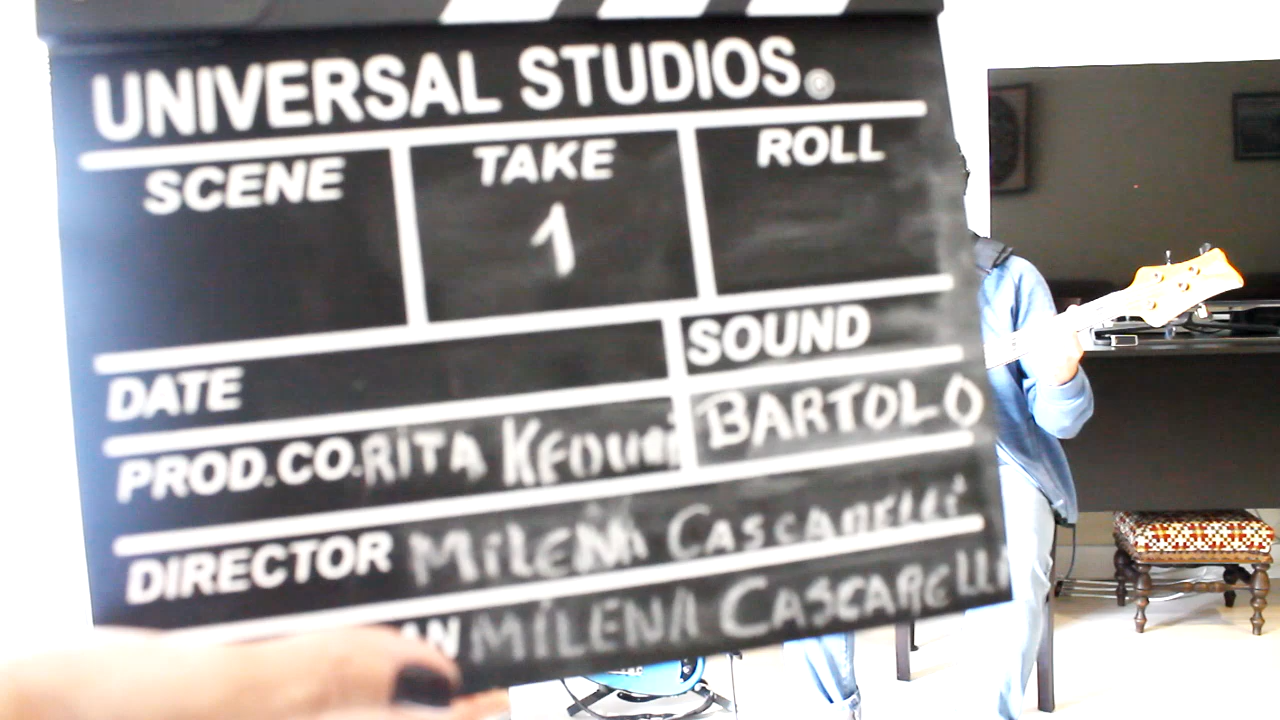 UNIVERSAL STUDIOS©
SCENE TAKE ROLL
1
SOUND
DATE
BARTOLO
PROD.CO. RITA
DIRECTOR MILENA CASCARELLI
MILENA CASCARELLI